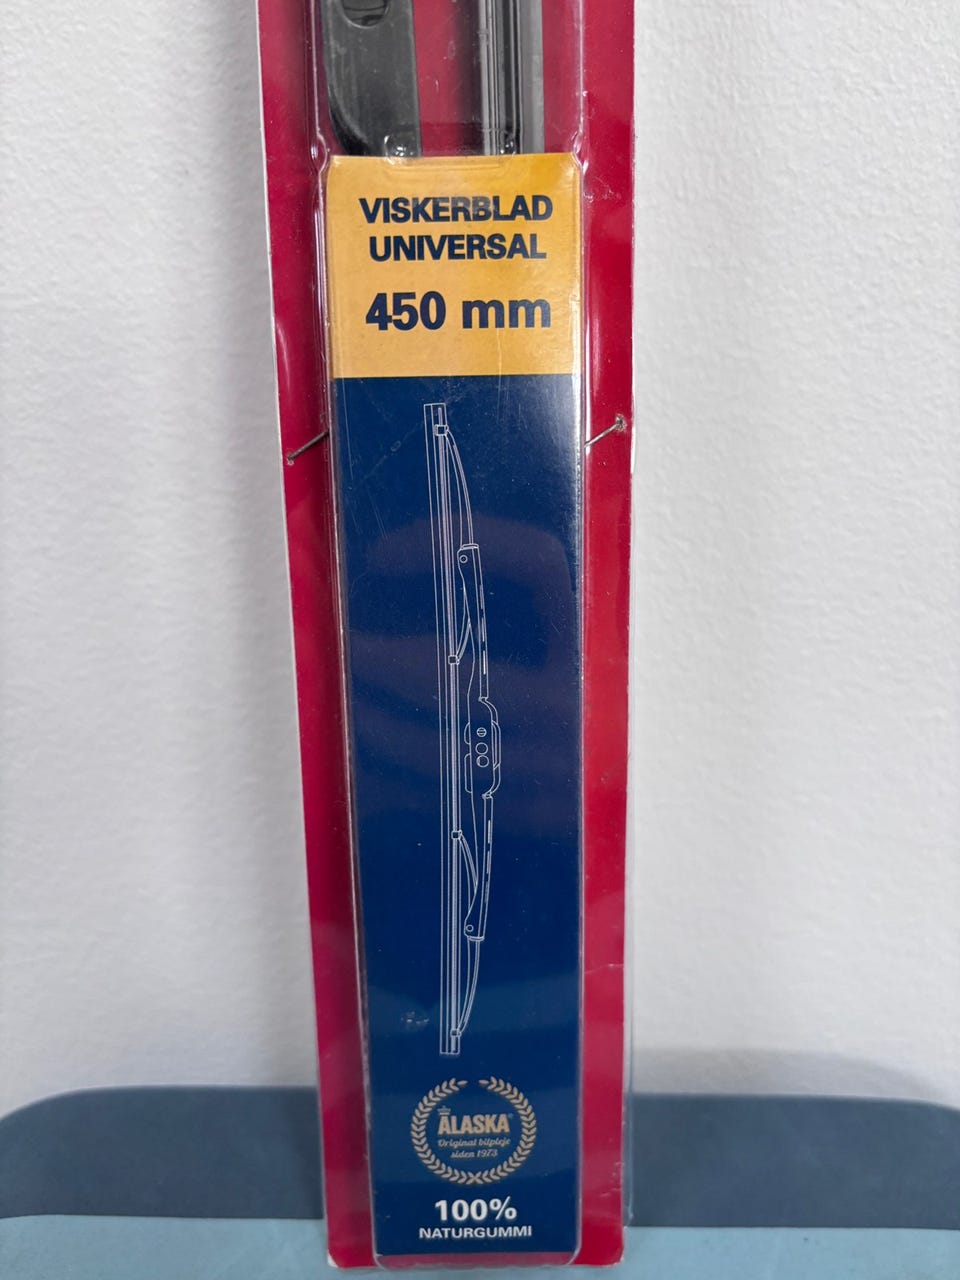 VISKERBLAD
UNIVERSAL
450 mm
ALASKA®
Original bilpleje
siden 1973
100%
NATURGUMMI